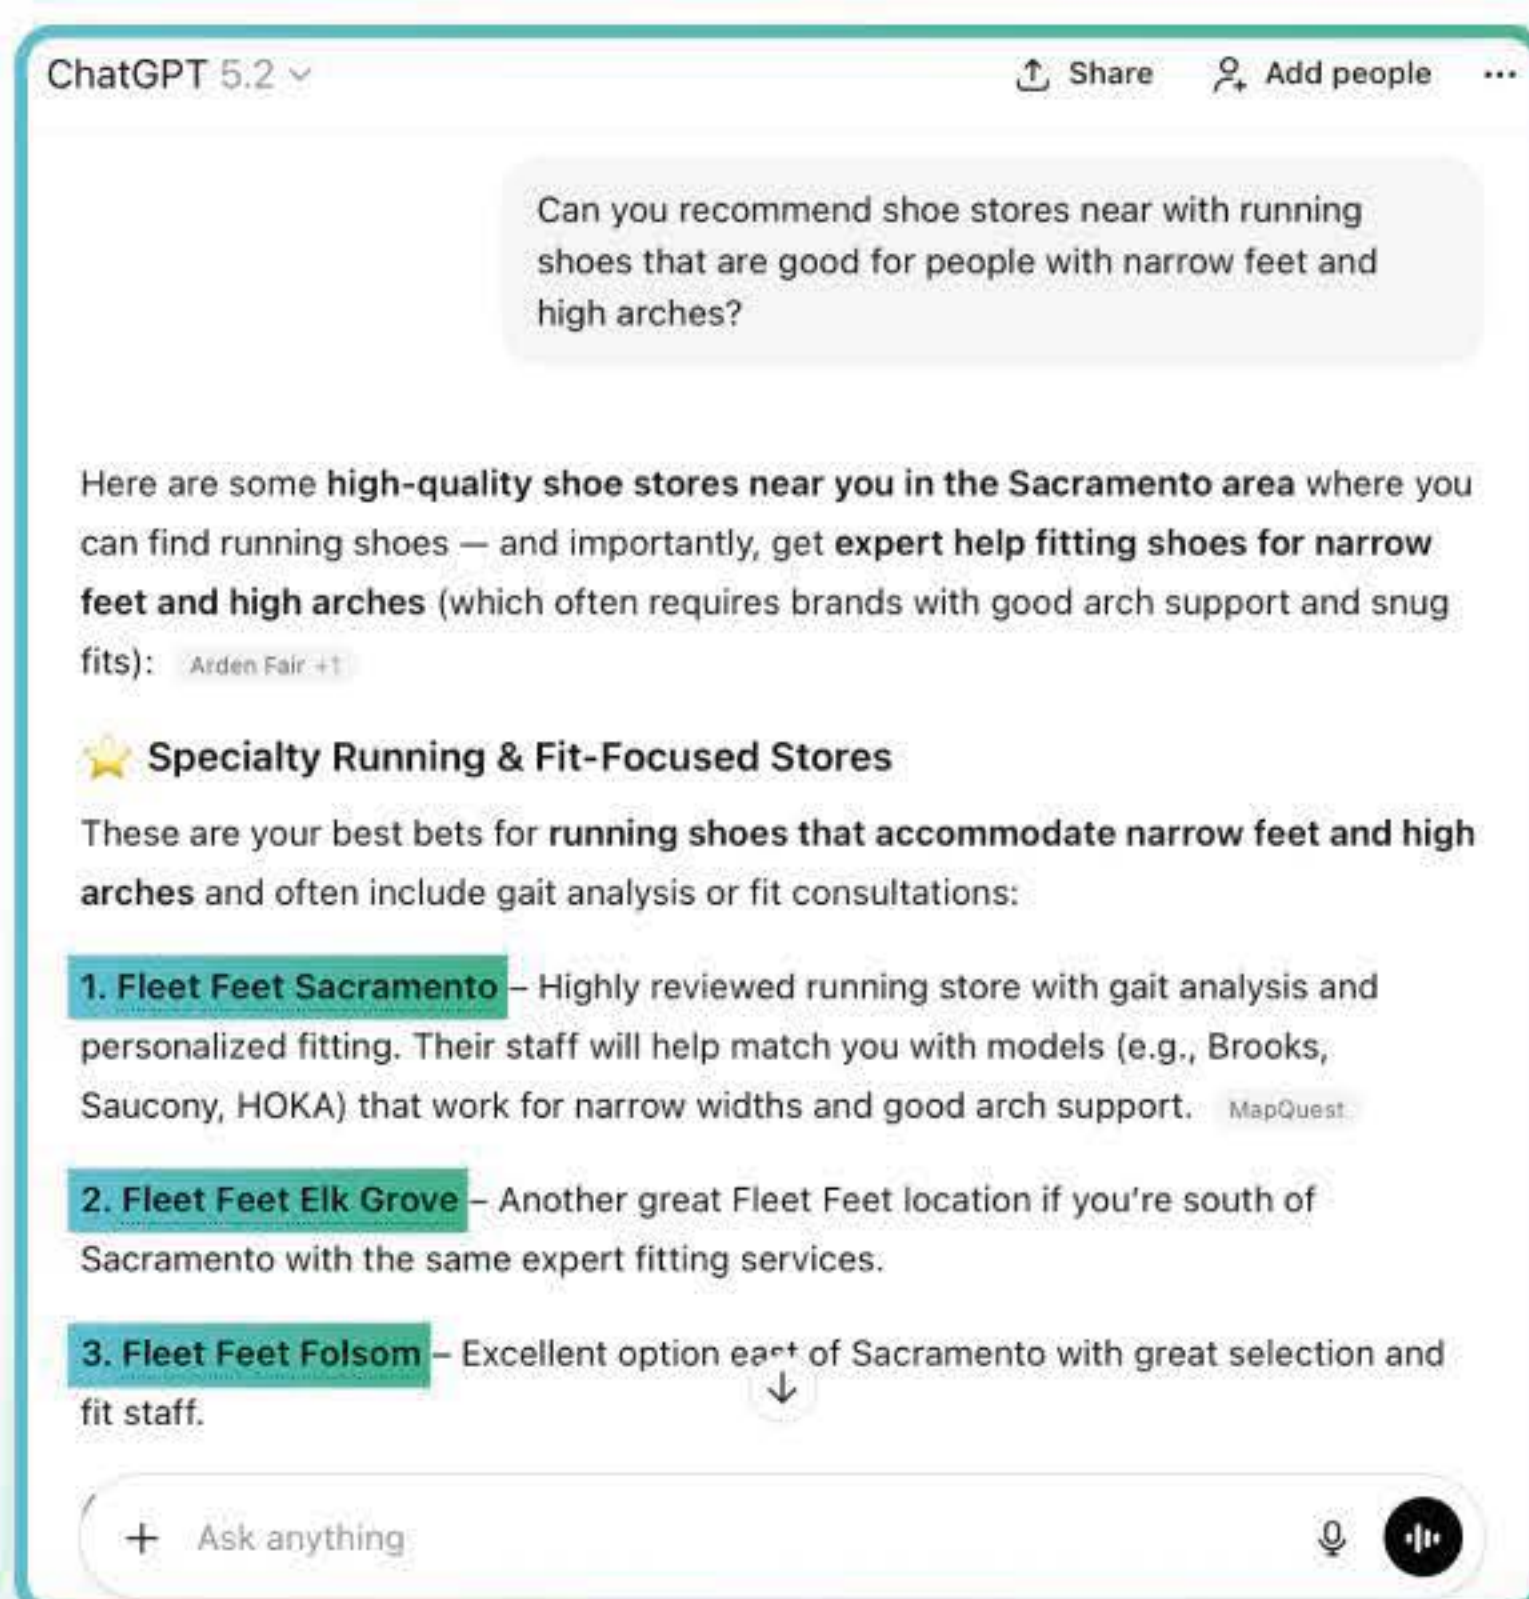 ChatGPT 5.2
Share
Add people
Can you recommend shoe stores near with running
shoes that are good for people with narrow feet and
high arches?
Here are some high-quality shoe stores near you in the Sacramento area where you
can find running shoes — and importantly, get expert help fitting shoes for narrow
feet and high arches (which often requires brands with good arch support and snug
fits): Arden Fair +1
Specialty Running & Fit-Focused Stores
These are your best bets for running shoes that accommodate narrow feet and high
arches and often include gait analysis or fit consultations:
1. Fleet Feet Sacramento – Highly reviewed running store with gait analysis and
personalized fitting. Their staff will help match you with models (e.g., Brooks,
Saucony, HOKA) that work for narrow widths and good arch support. MapQuest
2. Fleet Feet Elk Grove – Another great Fleet Feet location if you're south of
Sacramento with the same expert fitting services.
3. Fleet Feet Folsom – Excellent option east of Sacramento with great selection and
fit staff.
Ask anything